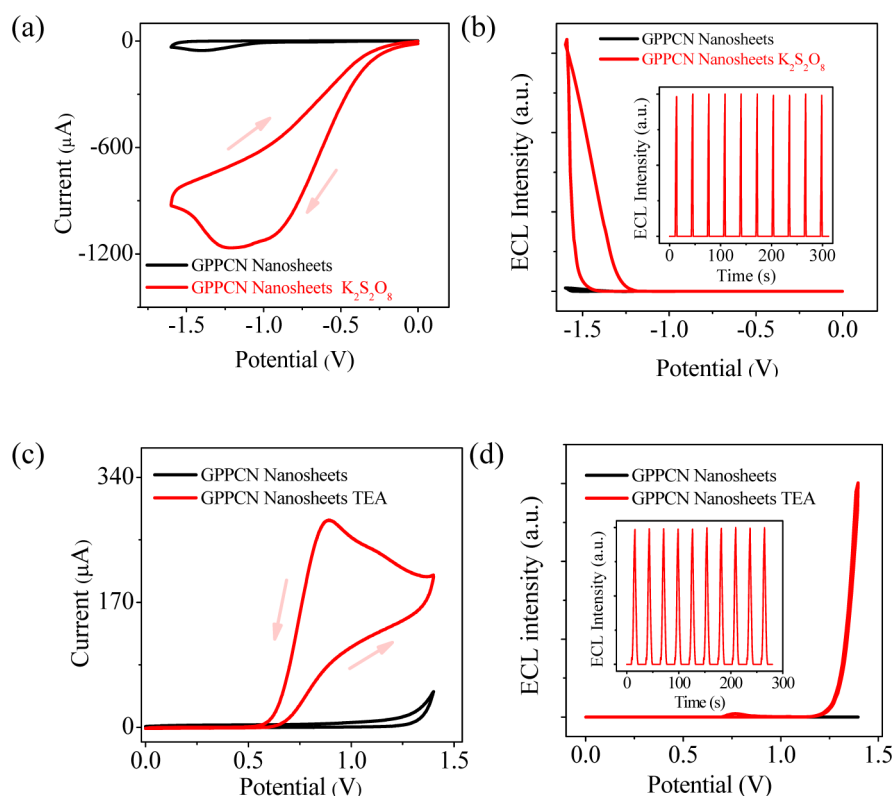 (a)
0
-600
-1200
Current (μA)
GPPCN Nanosheets
GPPCN Nanosheets K₂S₂O₈
-1.5
-1.0
-0.5
0.0
Potential (V)
(b)
GPPCN Nanosheets
GPPCN Nanosheets K₂S₂O₈
ECL Intensity (a.u.)
ECL Intensity (a.u.)
0 100 200 300
Time (s)
-1.5 -1.0 -0.5 0.0
Potential (V)
(c)
GPPCN Nanosheets
GPPCN Nanosheets TEA
340
170
0
Current (μA)
0.0 0.5 1.0 1.5
Potential (V)
(d)
GPPCN Nanosheets
GPPCN Nanosheets TEA
ECL intensity (a.u.)
ECL Intensity (a.u.)
0 100 200 300
Time (s)
0.0 0.5 1.0 1.5
Potential (V)